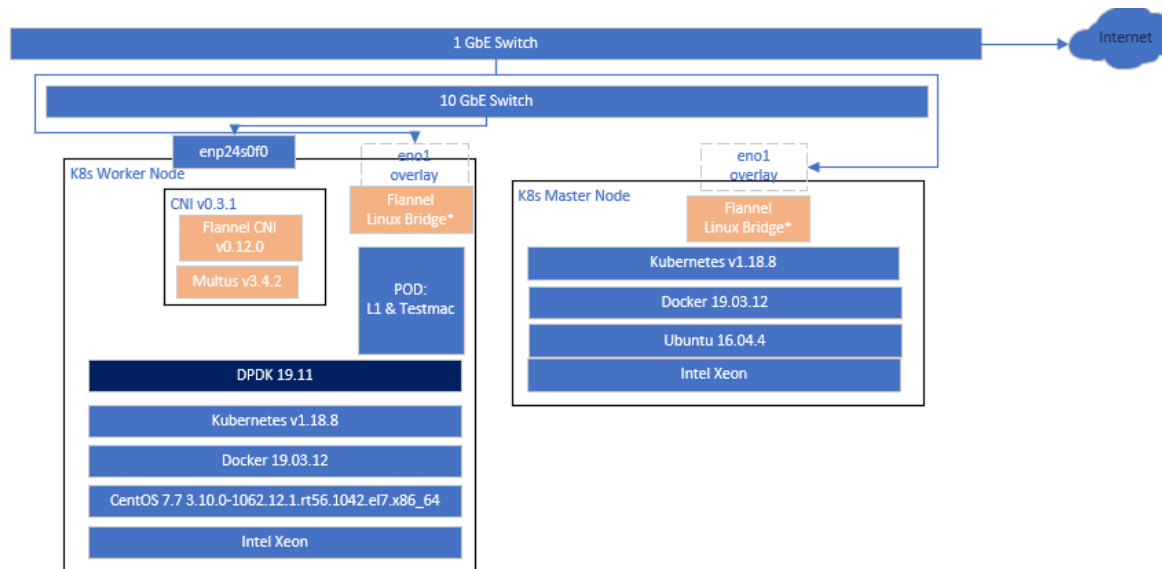 1 GbE Switch
Internet
10 GbE Switch
enp24s0f0
eno1
overlay
K8s Worker Node
CNI v0.3.1
Flannel CNI
v0.12.0
Multus v3.4.2
Flannel
Linux Bridge*
POD:
L1 & Testmac
DPDK 19.11
Kubernetes v1.18.8
Docker 19.03.12
CentOS 7.7 3.10.0-1062.12.1.rt56.1042.el7.x86_64
Intel Xeon
eno1
overlay
K8s Master Node
Flannel
Linux Bridge*
Kubernetes v1.18.8
Docker 19.03.12
Ubuntu 16.04.4
Intel Xeon